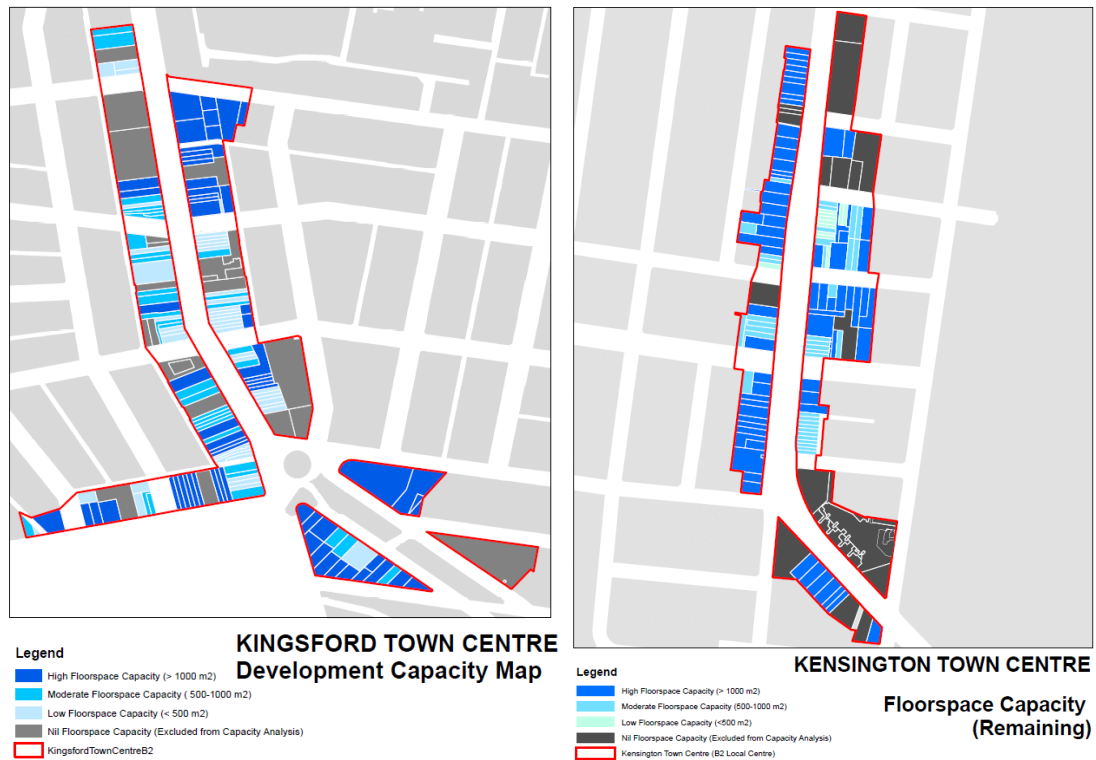 KINGSFORD TOWN CENTRE
Development Capacity Map
Legend
High Floorspace Capacity (> 1000 m2)
Moderate Floorspace Capacity ( 500-1000 m2)
Low Floorspace Capacity (< 500 m2)
Nil Floorspace Capacity (Excluded from Capacity Analysis)
KingsfordTownCentreB2
KENSINGTON TOWN CENTRE
Floorspace Capacity
(Remaining)
Legend
High Floorspace Capacity (> 1000 m2)
Moderate Floorspace Capacity (500-1000 m2)
Low Floorspace Capacity (<500 m2)
Nil Floorspace Capacity (Excluded from Capacity Analysis)
Kensington Town Centre (B2 Local Centre)